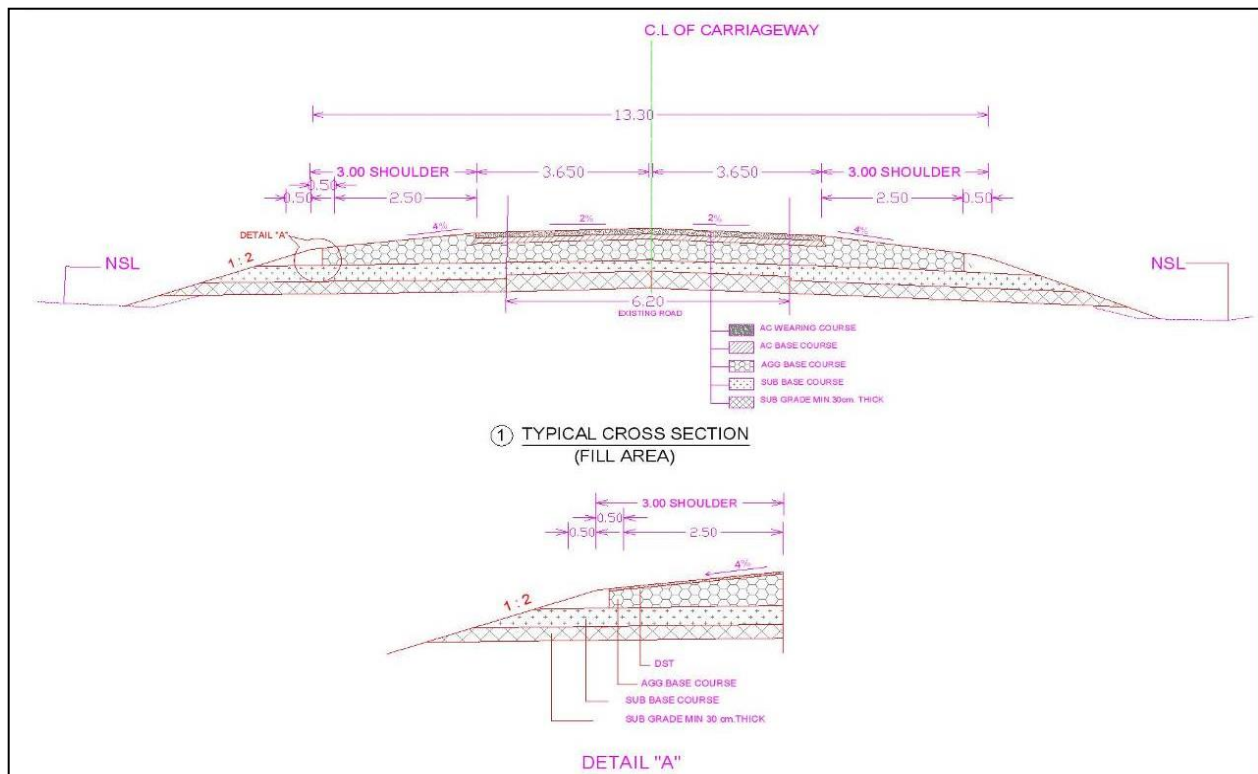 C.L OF CARRIAGEWAY
13.30
3.00 SHOULDER 3.650 3.650 3.00 SHOULDER
0.50
0.50 2.50 2.50 0.50
4% 2% 2% 4%
DETAIL "A"
1 : 2
NSL NSL
6.20
EXISTING ROAD
AC WEARING COURSE
AC BASE COURSE
AGG BASE COURSE
SUB BASE COURSE
SUB GRADE MIN 30cm. THICK
1 TYPICAL CROSS SECTION
(FILL AREA)
3.00 SHOULDER
0.50
0.50 2.50
4%
1 : 2
DST
AGG BASE COURSE
SUB BASE COURSE
SUB GRADE MIN 30 cm.THICK
DETAIL "A"